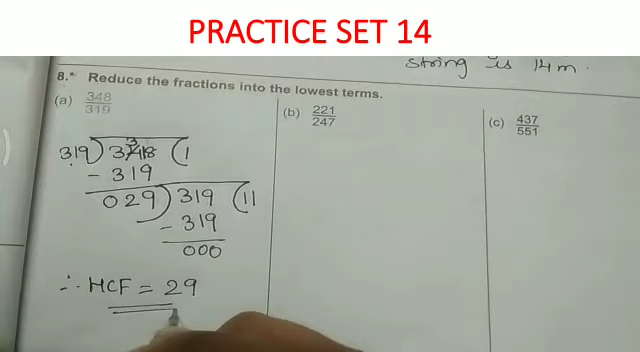 PRACTICE SET 14
string is 14 m.
8.* Reduce the fractions into the lowest terms.
(a) 348/319
(b) 221/247
(c) 437/551
319) 348 (1
3
- 319
029) 319 (11
- 319
000
∴ HCF = 29